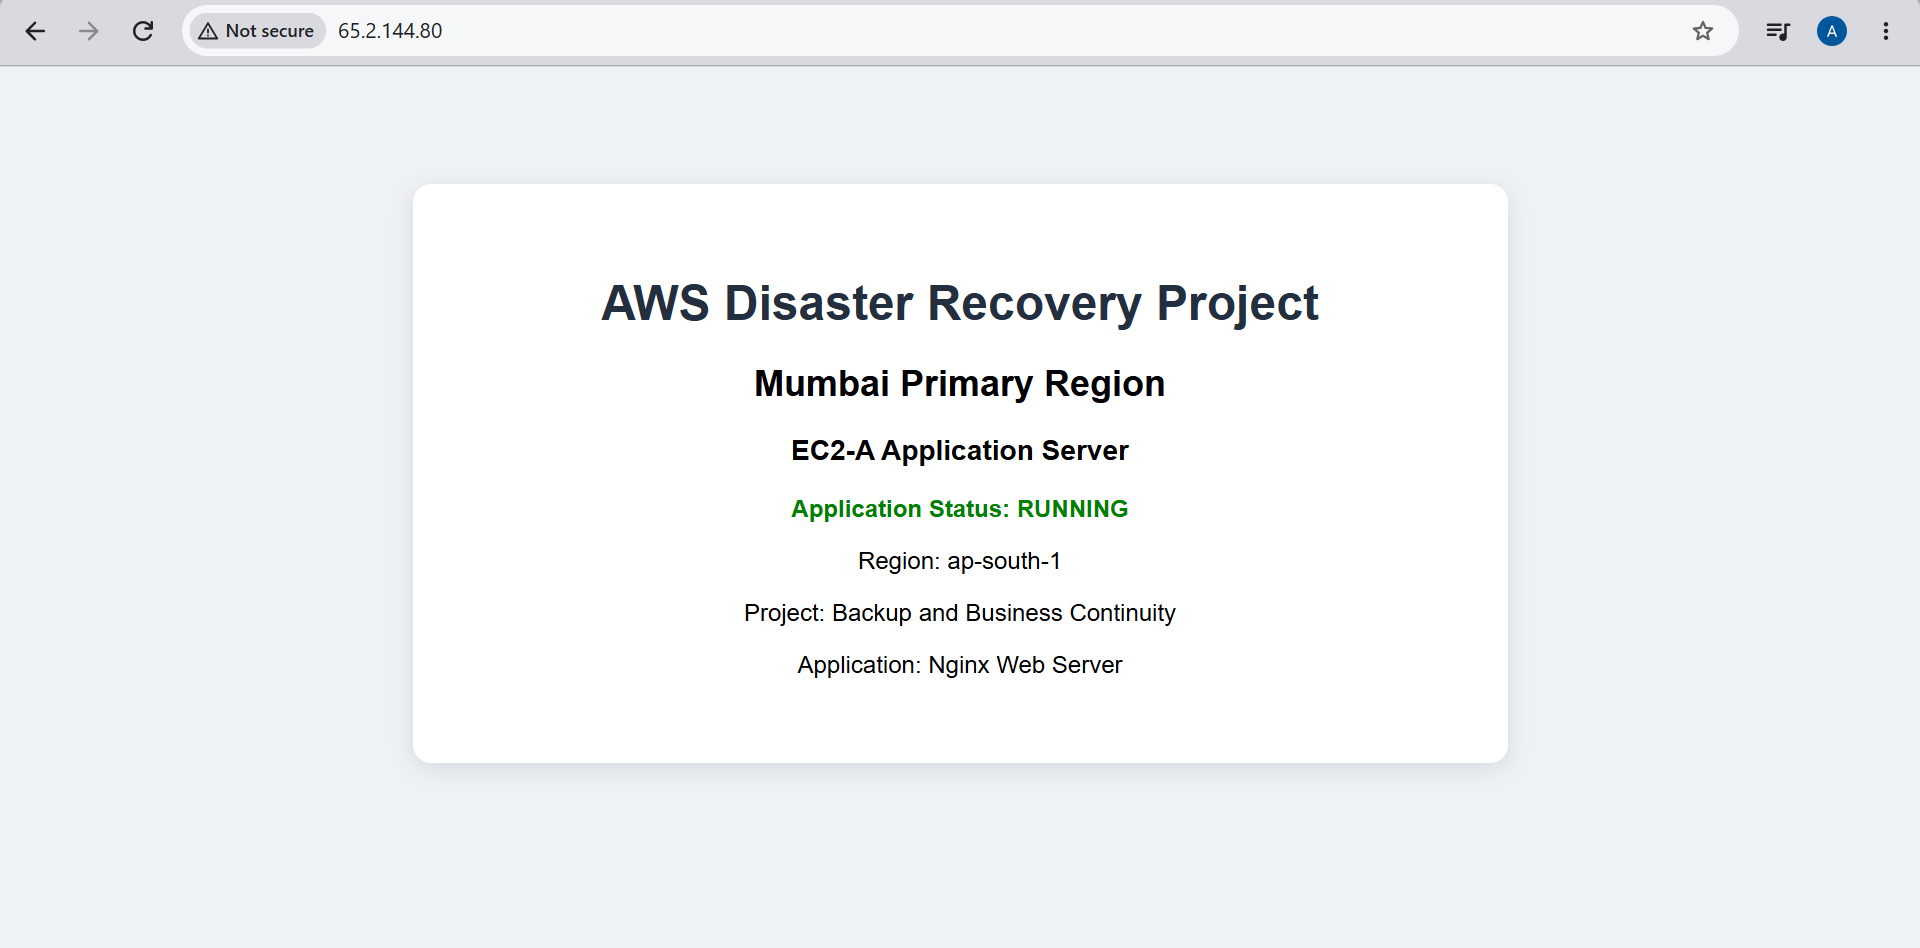 Not secure
65.2.144.80
A
AWS Disaster Recovery Project
Mumbai Primary Region
EC2-A Application Server
Application Status: RUNNING
Region: ap-south-1
Project: Backup and Business Continuity
Application: Nginx Web Server